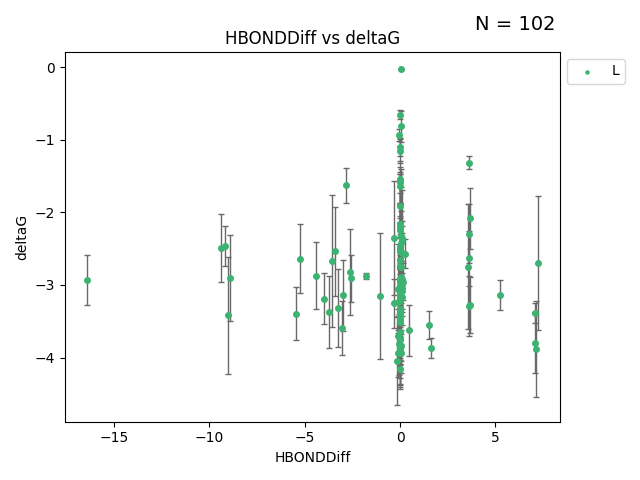 N = 102
HBONDDiff vs deltaG
L
deltaG
0
−1
−2
−3
−4
−15
−10
−5
0
5
HBONDDiff